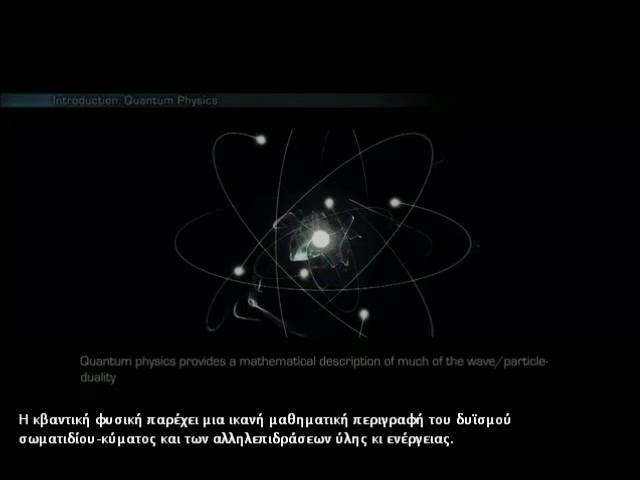 Introduction: Quantum Physics
Quantum physics provides a mathematical description of much of the wave/particle-
duality
Η κβαντική φυσική παρέχει μια ικανή μαθηματική περιγραφή του δυϊσμού
σωματιδίου-κύματος και των αλληλεπιδράσεων ύλης κι ενέργειας.